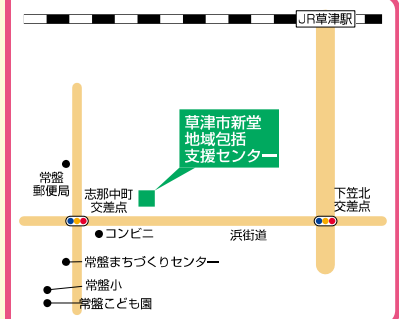 JR草津駅
草津市新堂
地域包括
支援センター
常盤
郵便局
志那中町
交差点
下笠北
交差点
コンビニ
浜街道
常盤まちづくりセンター
常盤小
常盤こども園